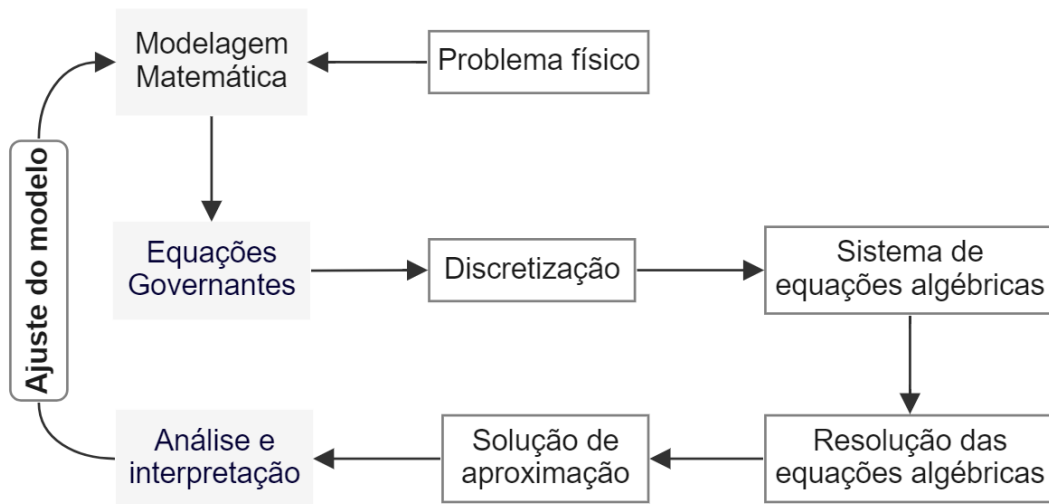 Modelagem
Matemática
Problema físico
Ajuste do modelo
Equações
Governantes
Discretização
Sistema de
equações algébricas
Análise e
interpretação
Solução de
aproximação
Resolução das
equações algébricas